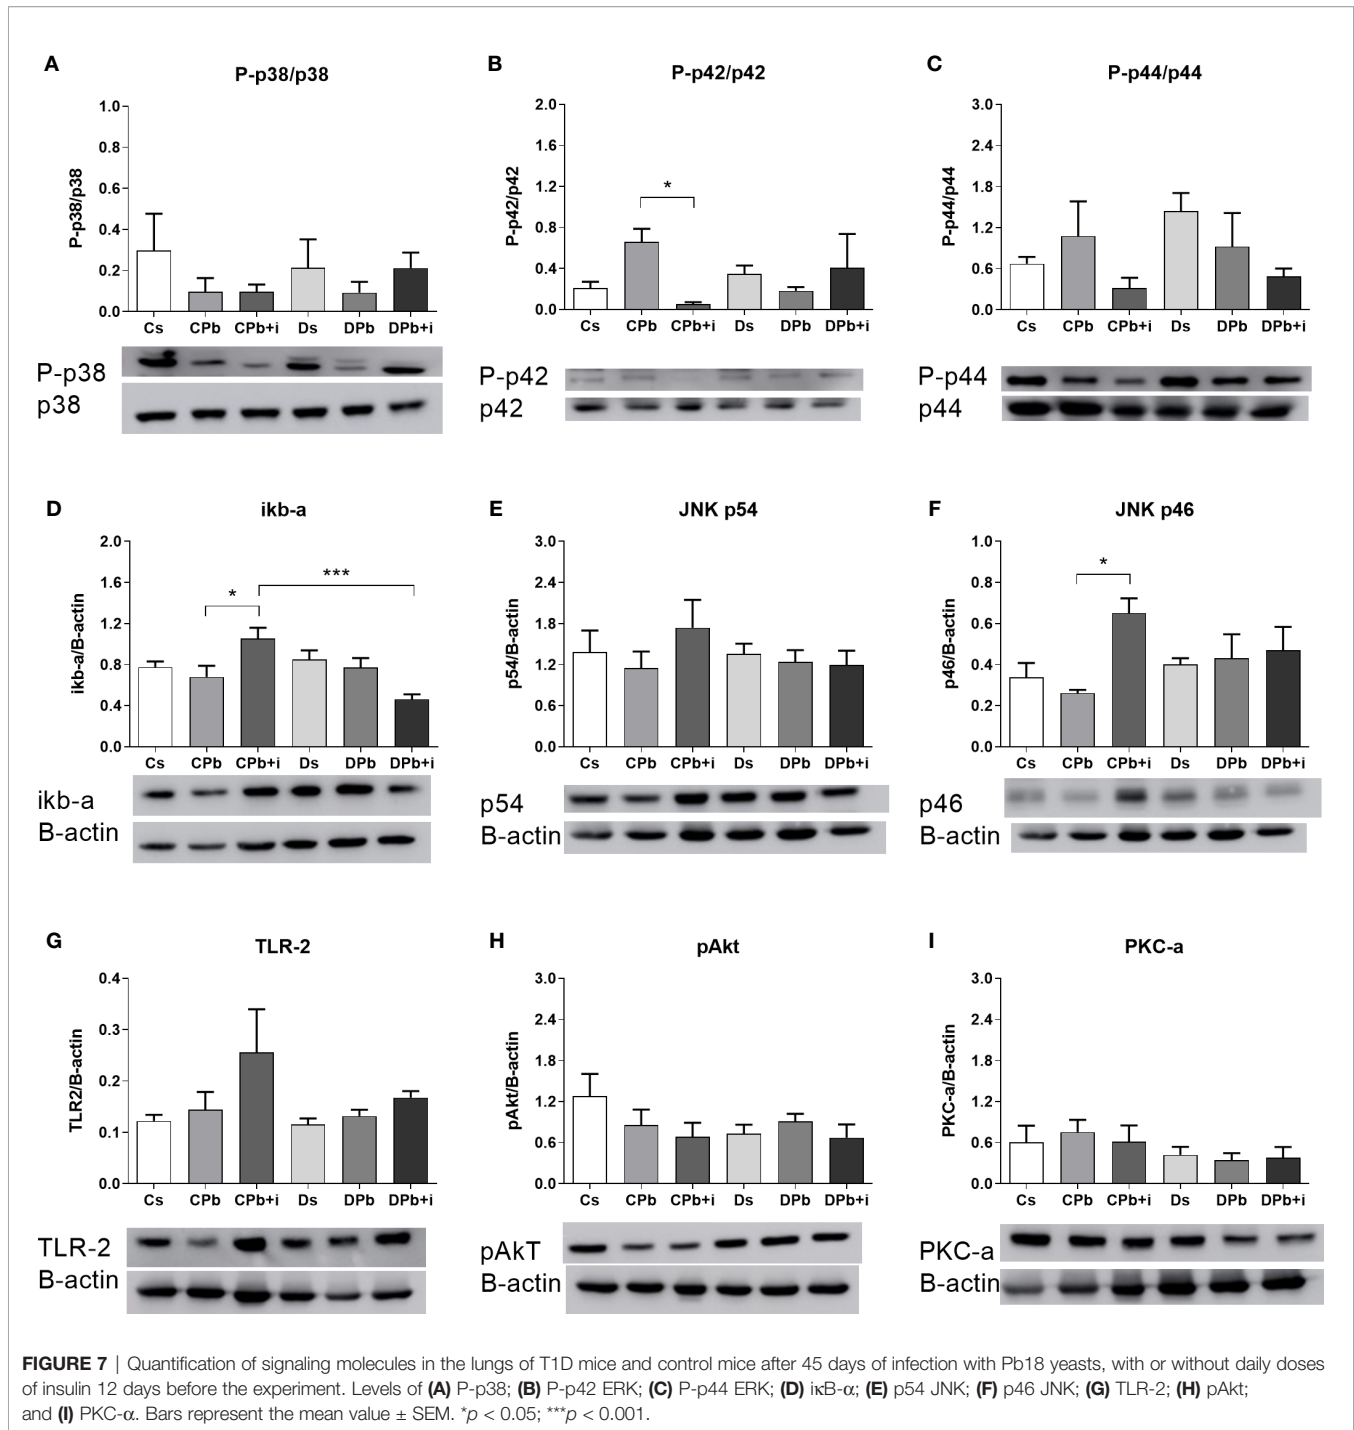 A
P-p38/p38
P-p38/p38
1.0
0.8
0.6
0.4
0.2
0.0
Cs CPb CPb+i Ds DPb DPb+i
P-p38
p38
B
P-p42/p42
P-p42/p42
2.0
1.6
1.2
0.8
0.4
0.0
*
Cs CPb CPb+i Ds DPb DPb+i
P-p42
p42
C
P-p44/p44
P-p44/p44
3.0
2.4
1.8
1.2
0.6
0.0
Cs CPb CPb+i Ds DPb DPb+i
P-p44
p44
D
ikb-a
ikb-a/B-actin
2.0
1.6
1.2
0.8
0.4
0.0
*
***
Cs CPb CPb+i Ds DPb DPb+i
ikb-a
B-actin
E
JNK p54
p54/B-actin
3.0
2.4
1.8
1.2
0.6
0.0
Cs CPb CPb+i Ds DPb DPb+i
p54
B-actin
F
JNK p46
p46/B-actin
1.0
0.8
0.6
0.4
0.2
0.0
*
Cs CPb CPb+i Ds DPb DPb+i
p46
B-actin
G
TLR-2
TLR2/B-actin
0.4
0.3
0.2
0.1
0.0
Cs CPb CPb+i Ds DPb DPb+i
TLR-2
B-actin
H
pAkt
pAkt/B-actin
3.0
2.4
1.8
1.2
0.6
0.0
Cs CPb CPb+i Ds DPb DPb+i
pAkT
B-actin
I
PKC-a
PKC-a/B-actin
3.0
2.4
1.8
1.2
0.6
0.0
Cs CPb CPb+i Ds DPb DPb+i
PKC-a
B-actin
FIGURE 7 | Quantification of signaling molecules in the lungs of T1D mice and control mice after 45 days of infection with Pb18 yeasts, with or without daily doses
of insulin 12 days before the experiment. Levels of (A) P-p38; (B) P-p42 ERK; (C) P-p44 ERK; (D) iκB-α; (E) p54 JNK; (F) p46 JNK; (G) TLR-2; (H) pAkt;
and (I) PKC-α. Bars represent the mean value ± SEM. *p < 0.05; ***p < 0.001.